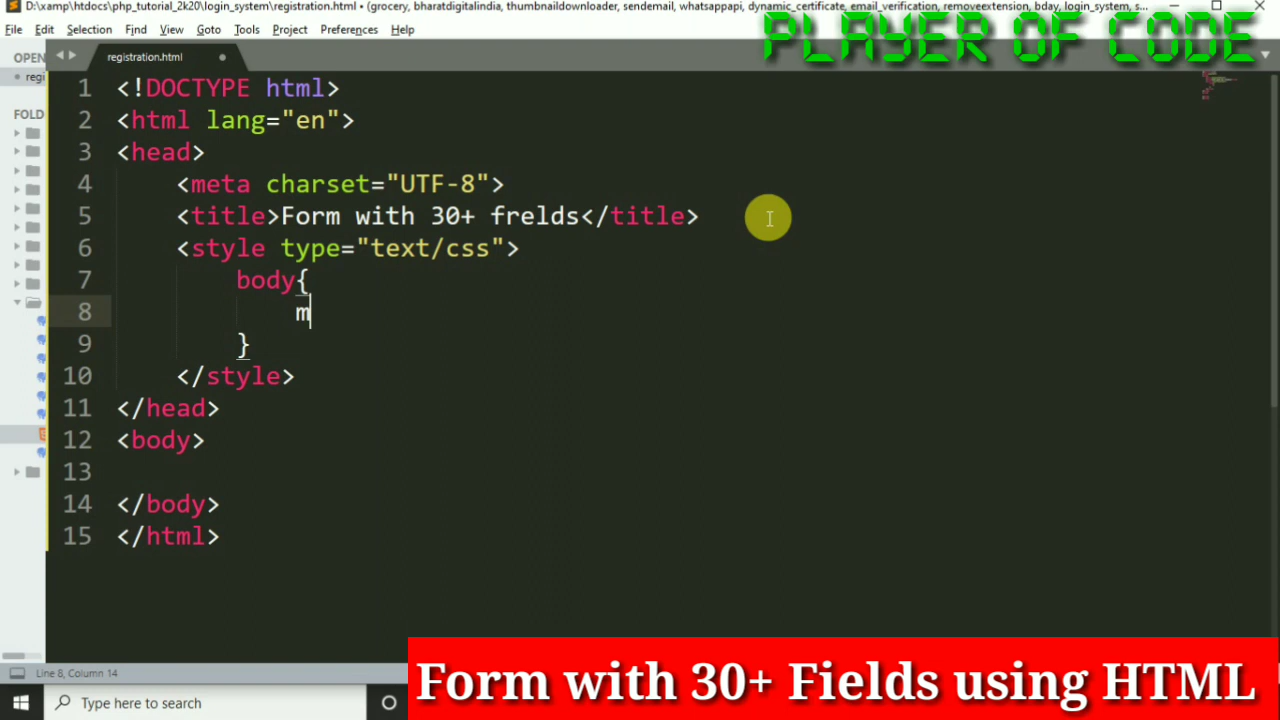 D:\xamp\htdocs\php_tutorial_2k20\login_system\registration.html • (grocery, bharatdigitalindia, thumbnaildownloader, sendemail, whatsappapi, dynamic_certificate, email_verification, removeextension, bday, login_system, s...
File Edit Selection Find View Goto Tools Project Preferences Help
PLAYER OF CODE
OPEN
registration.html
regi
FOLD
1 <!DOCTYPE html>
2 <html lang="en">
3 <head>
4 <meta charset="UTF-8">
5 <title>Form with 30+ frelds</title>
6 <style type="text/css">
7 body{
8 m
9 }
10 </style>
11 </head>
12 <body>
13
14 </body>
15 </html>
Line 8, Column 14
Form with 30+ Fields using HTML
Type here to search